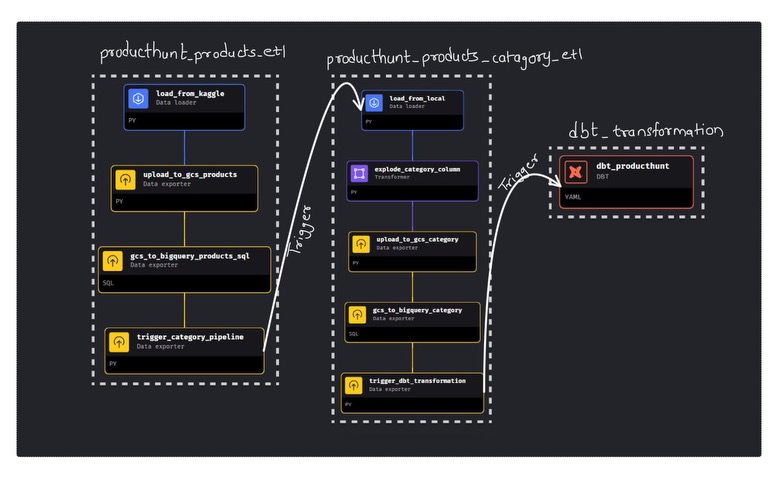 producthunt_products_etl
load_from_kaggle
Data loader
PY
upload_to_gcs_products
Data exporter
PY
gcs_to_bigquery_products_sql
Data exporter
SQL
trigger_category_pipeline
Data exporter
PY
Trigger
producthunt_products_catagory_etl
load_from_local
Data loader
PY
explode_category_column
Transformer
PY
upload_to_gcs_category
Data exporter
PY
gcs_to_bigquery_category
Data exporter
SQL
trigger_dbt_transformation
Data exporter
PY
Trigger
dbt_transformation
dbt_producthunt
DBT
YAML